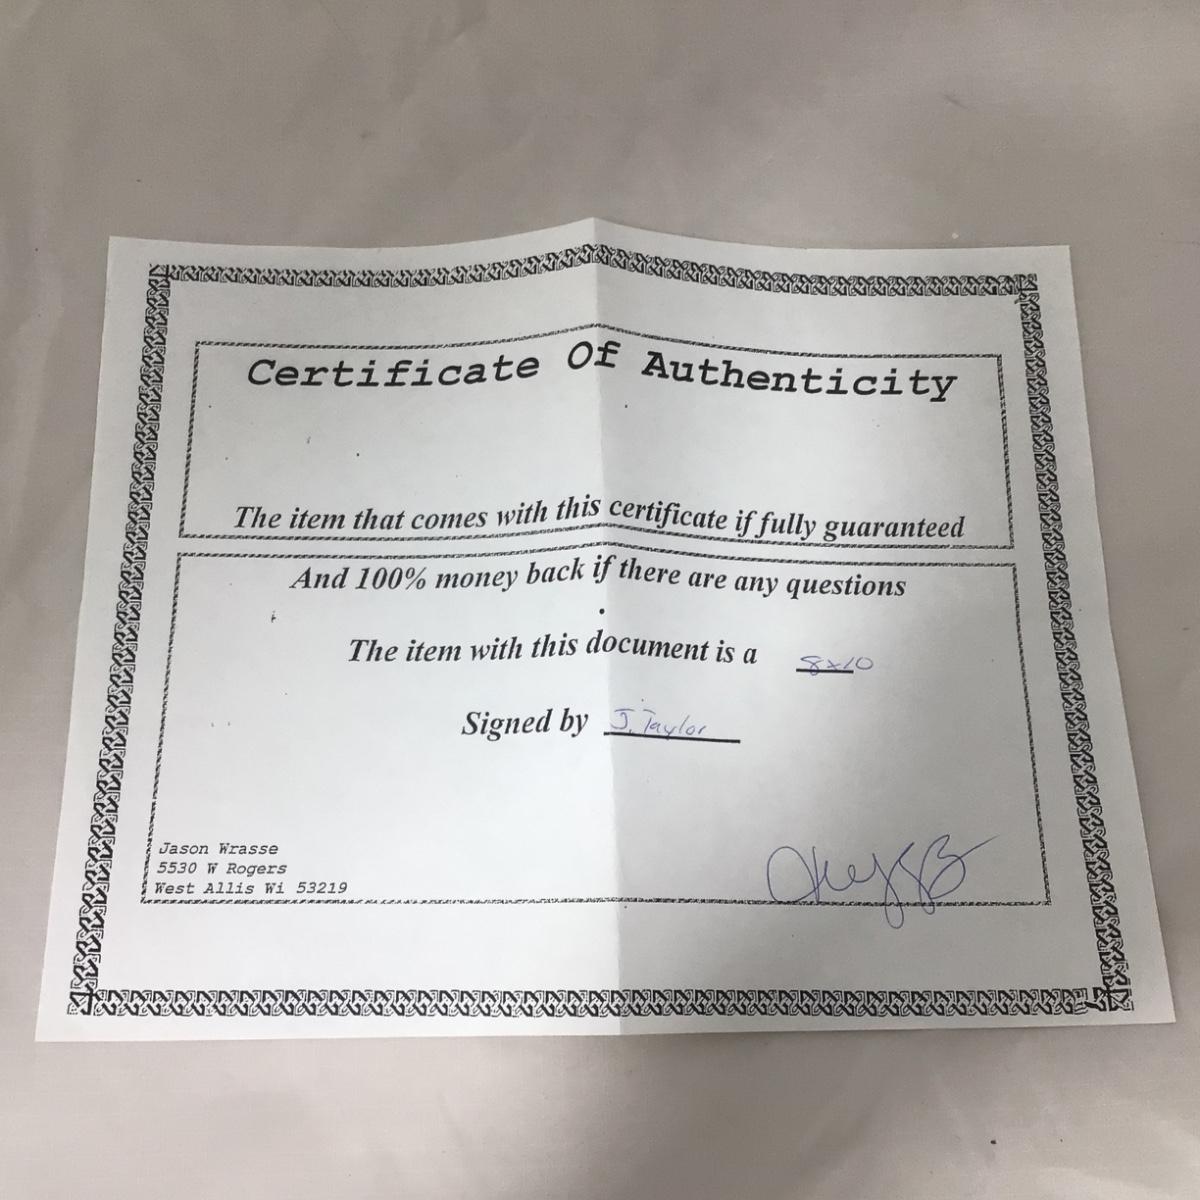 Certificate Of Authenticity
The item that comes with this certificate if fully guaranteed
And 100% money back if there are any questions
.
The item with this document is a 8x10
Signed by J. Taylor
Jason Wrasse
5530 W Rogers
West Allis Wi 53219